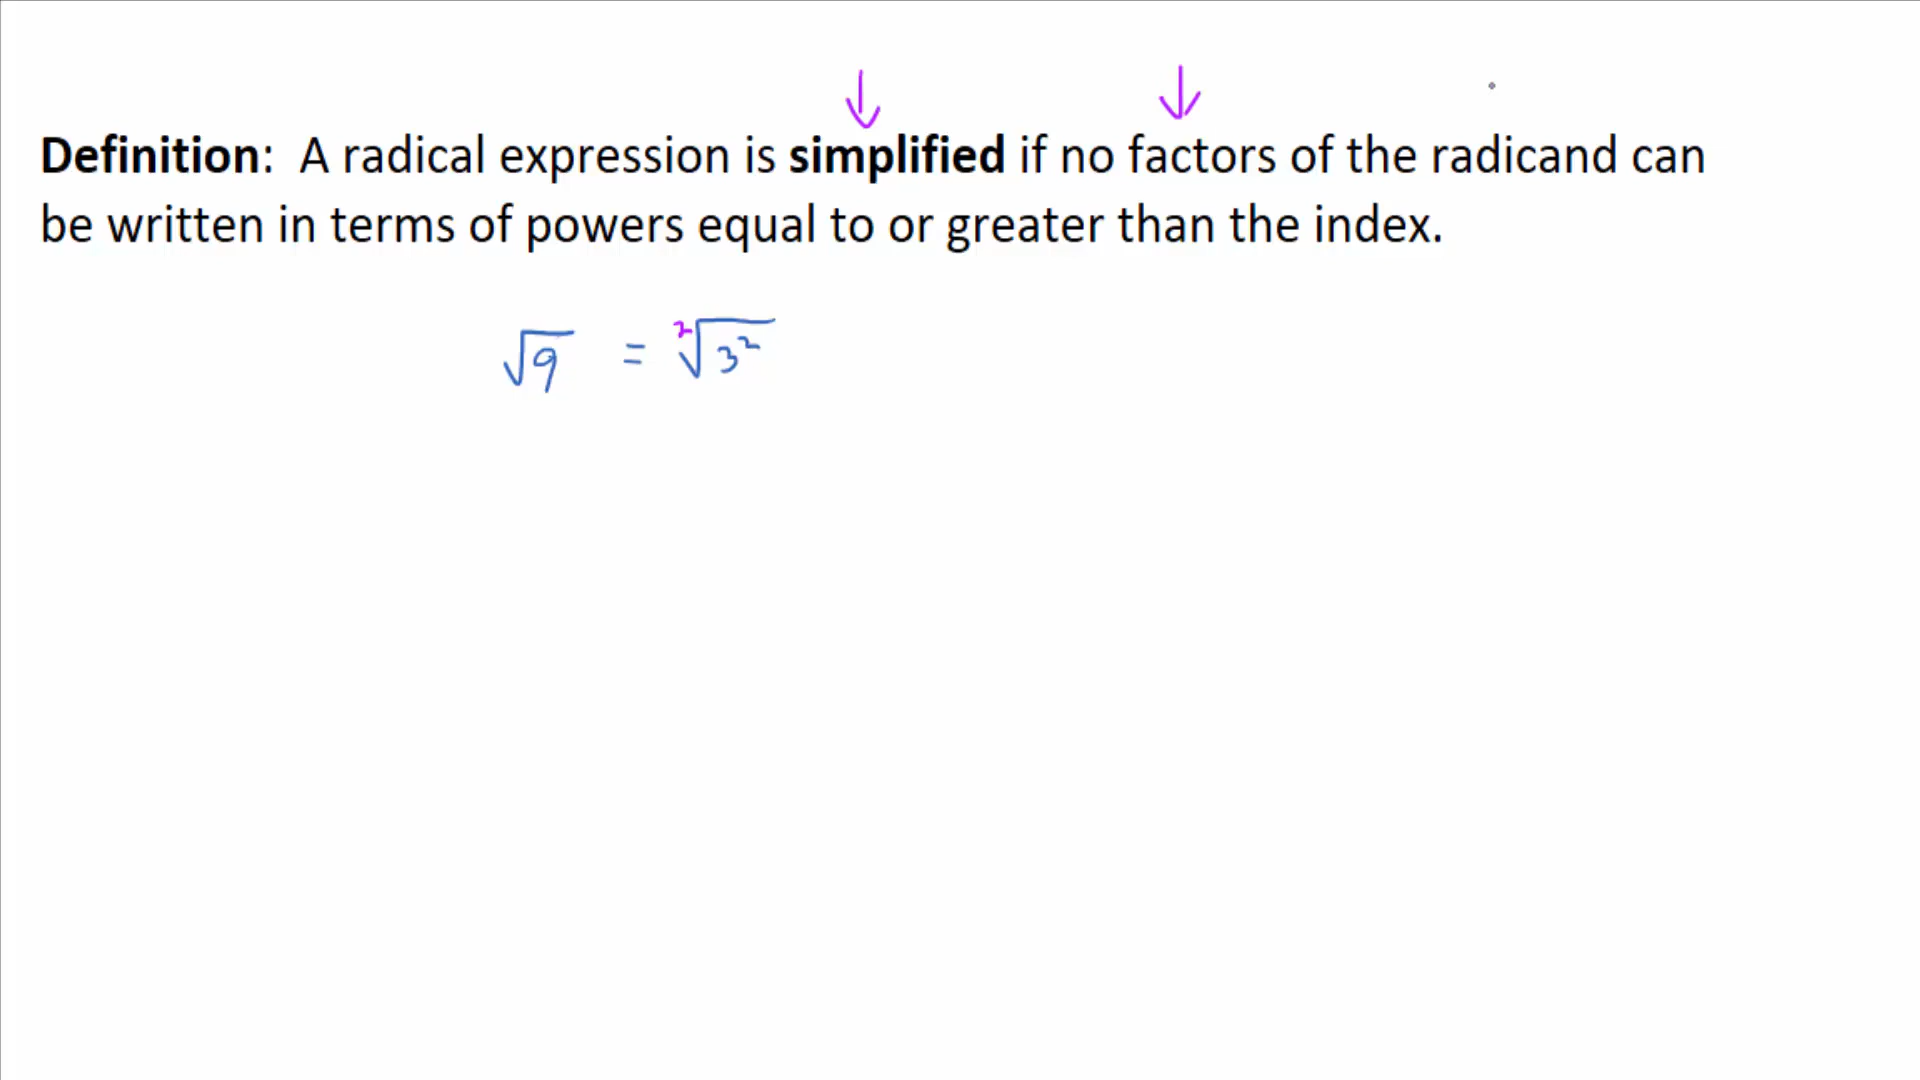 Definition: A radical expression is simplified if no factors of the radicand can
be written in terms of powers equal to or greater than the index.
√9 = ²√3²